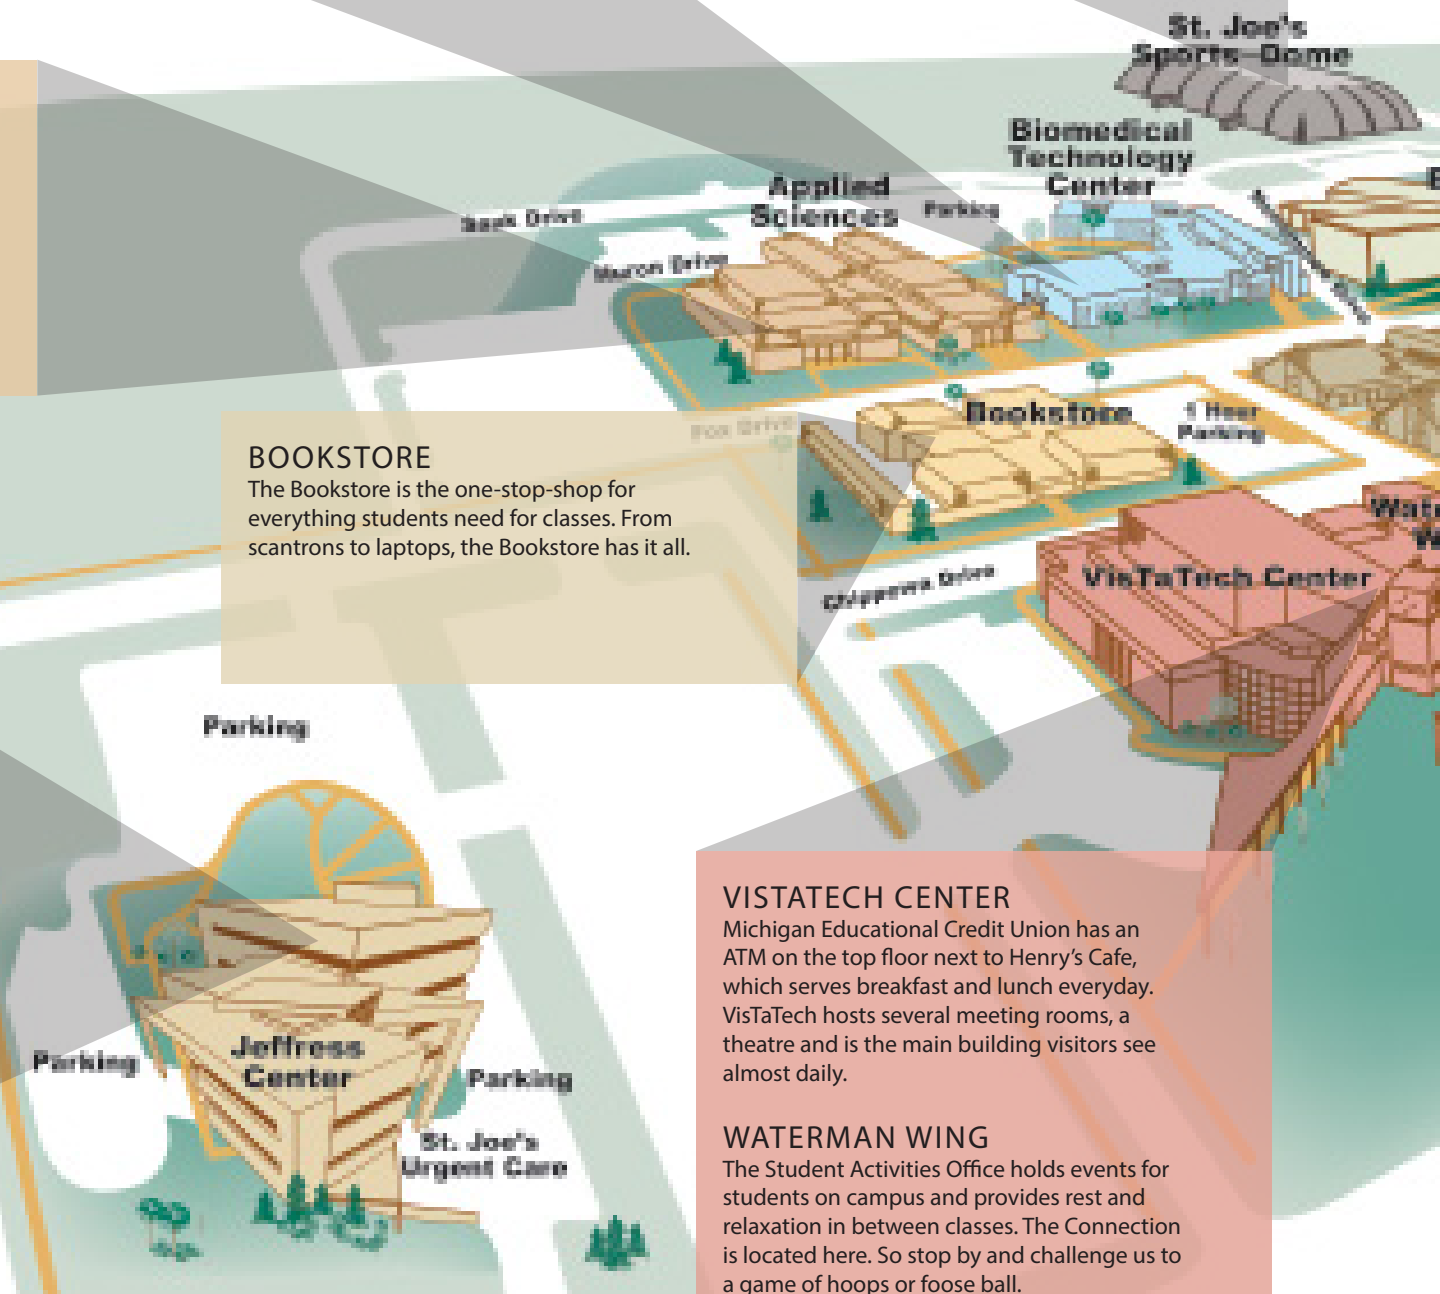 St. Joe's
Sports Dome
Biomedical
Technology
Center
Applied
Sciences
Parking
Huron Drive
Bookstore
1 Hour
Parking
Fox Drive
BOOKSTORE
The Bookstore is the one-stop-shop for
everything students need for classes. From
scantrons to laptops, the Bookstore has it all.
Chippewa Drive
VisTaTech Center
Parking
Jeffress
Center
Parking
Parking
St. Joe's
Urgent Care
VISTATECH CENTER
Michigan Educational Credit Union has an
ATM on the top floor next to Henry’s Cafe,
which serves breakfast and lunch everyday.
VisTaTech hosts several meeting rooms, a
theatre and is the main building visitors see
almost daily.
WATERMAN WING
The Student Activities Office holds events for
students on campus and provides rest and
relaxation in between classes. The Connection
is located here. So stop by and challenge us to
a game of hoops or foose ball.